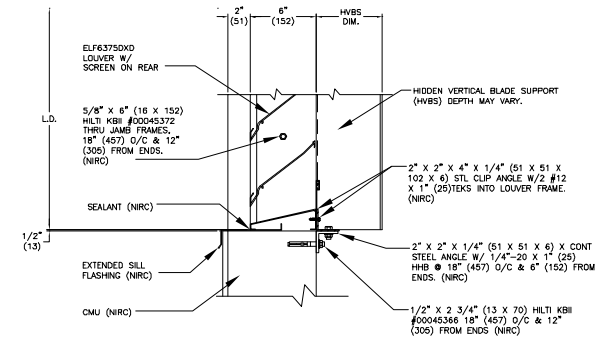 2"
(51)
6"
(152)
HVBS
DIM.
ELF6375DXD
LOUVER W/
SCREEN ON REAR
HIDDEN VERTICAL BLADE SUPPORT
(HVBS) DEPTH MAY VARY.
5/8" X 6" (16 X 152)
HILTI KBII #00045372
THRU JAMB FRAMES.
18" (457) O/C & 12"
(305) FROM ENDS.
(NIRC)
L.D.
2" X 2" X 4" X 1/4" (51 X 51 X
102 X 6) STL CLIP ANGLE W/2 #12
X 1" (25)TEKS INTO LOUVER FRAME.
(NIRC)
SEALANT (NIRC)
1/2"
(13)
2" X 2" X 1/4" (51 X 51 X 6) X CONT
STEEL ANGLE W/ 1/4"-20 X 1" (25)
HHB @ 18" (457) O/C & 6" (152) FROM
ENDS. (NIRC)
EXTENDED SILL
FLASHING (NIRC)
CMU (NIRC)
1/2" X 2 3/4" (13 X 70) HILTI KBII
#00045366 18" (457) O/C & 12"
(305) FROM ENDS (NIRC)